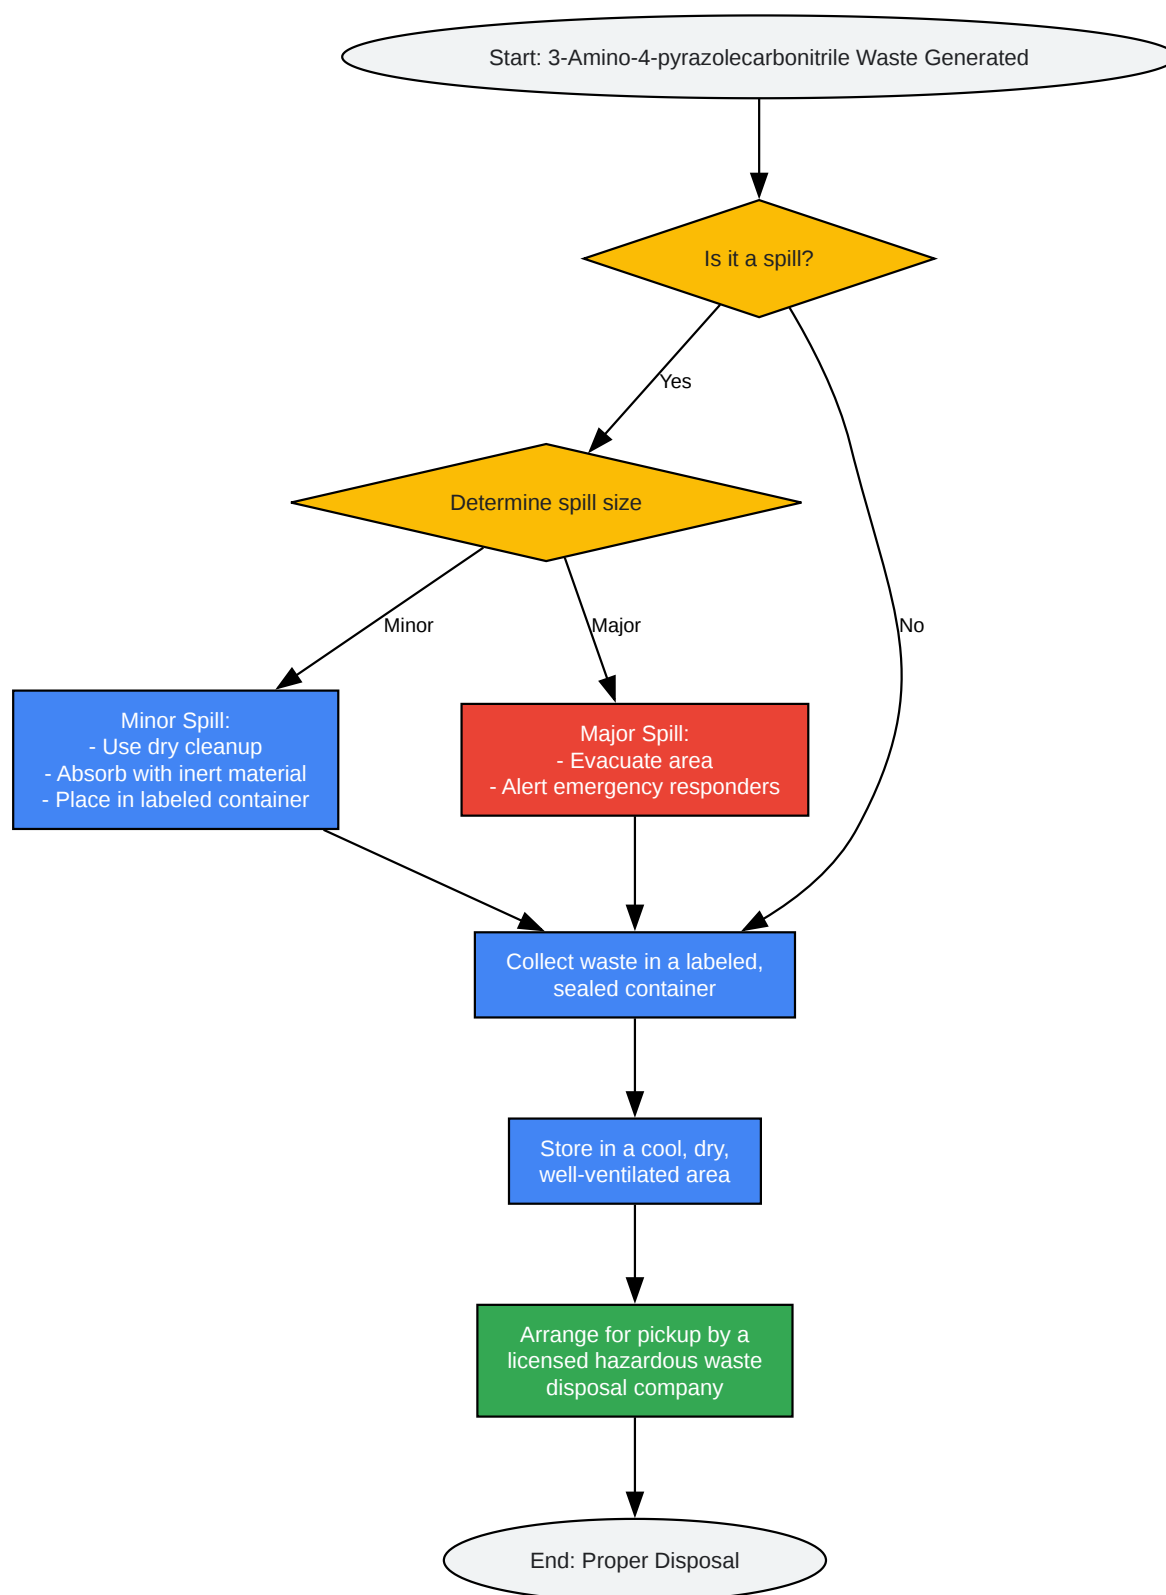 Start: 3-Amino-4-pyrazolecarbonitrile Waste Generated
Is it a spill?
Yes
No
Determine spill size
Minor
Major
Minor Spill:
- Use dry cleanup
- Absorb with inert material
- Place in labeled container
Major Spill:
- Evacuate area
- Alert emergency responders
Collect waste in a labeled,
sealed container
Store in a cool, dry,
well-ventilated area
Arrange for pickup by a
licensed hazardous waste
disposal company
End: Proper Disposal